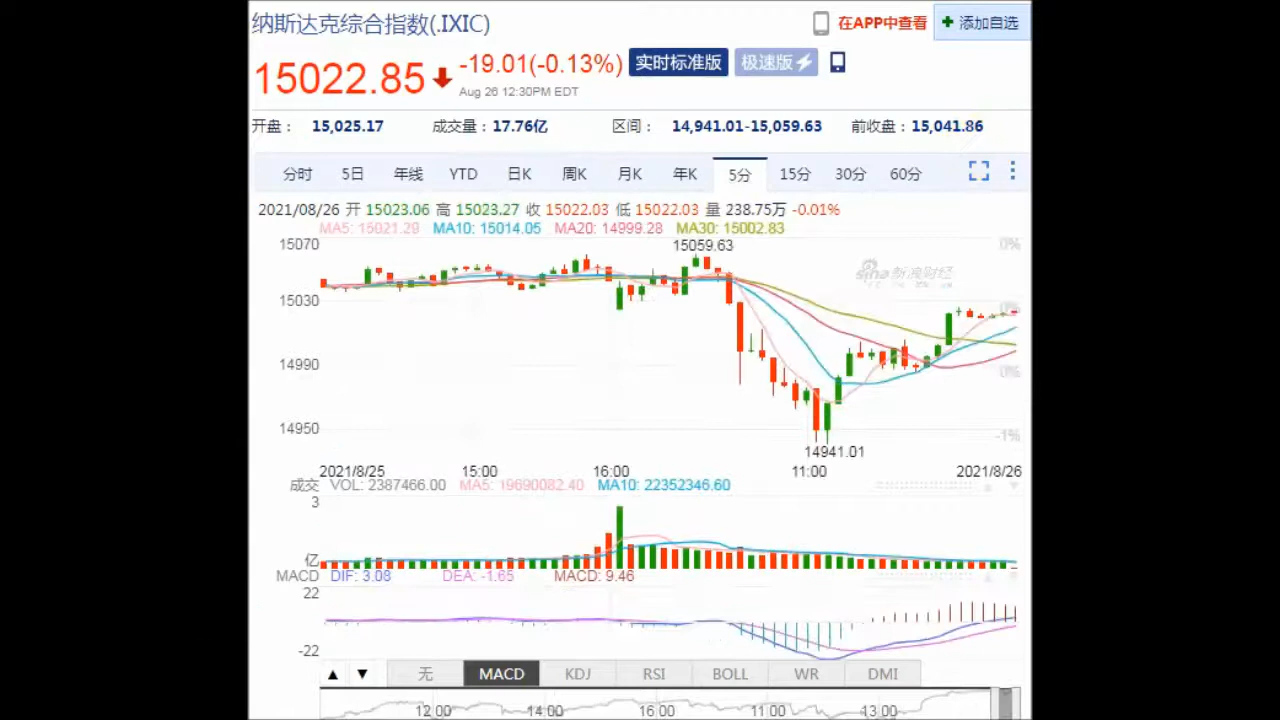 纳斯达克综合指数(.IXIC)
在APP中查看
添加自选
15022.85
-19.01(-0.13%)
实时标准版
极速版
Aug 26 12:30PM EDT
开盘： 15,025.17 成交量：17.76亿 区间： 14,941.01-15,059.63 前收盘：15,041.86
分时 5日 年线 YTD 日K 周K 月K 年K 5分 15分 30分 60分
2021/08/26 开 15023.06 高 15023.27 收 15022.03 低 15022.03 量 238.75万 -0.01%
MA5: 15021.29 MA10: 15014.05 MA20: 14999.28 MA30: 15002.83
15070 15059.63 0%
sina 新浪财经
15030 0%
14990 0%
14950 -1%
14941.01
2021/8/25 15:00 16:00 11:00 2021/8/26
成交 VOL: 2387466.00 MA5: 19690082.40 MA10: 22352346.60
3
亿
MACD DIF: 3.08 DEA: -1.65 MACD: 9.46
22
-22
无 MACD KDJ RSI BOLL WR DMI
12:00 14:00 16:00 11:00 13:00